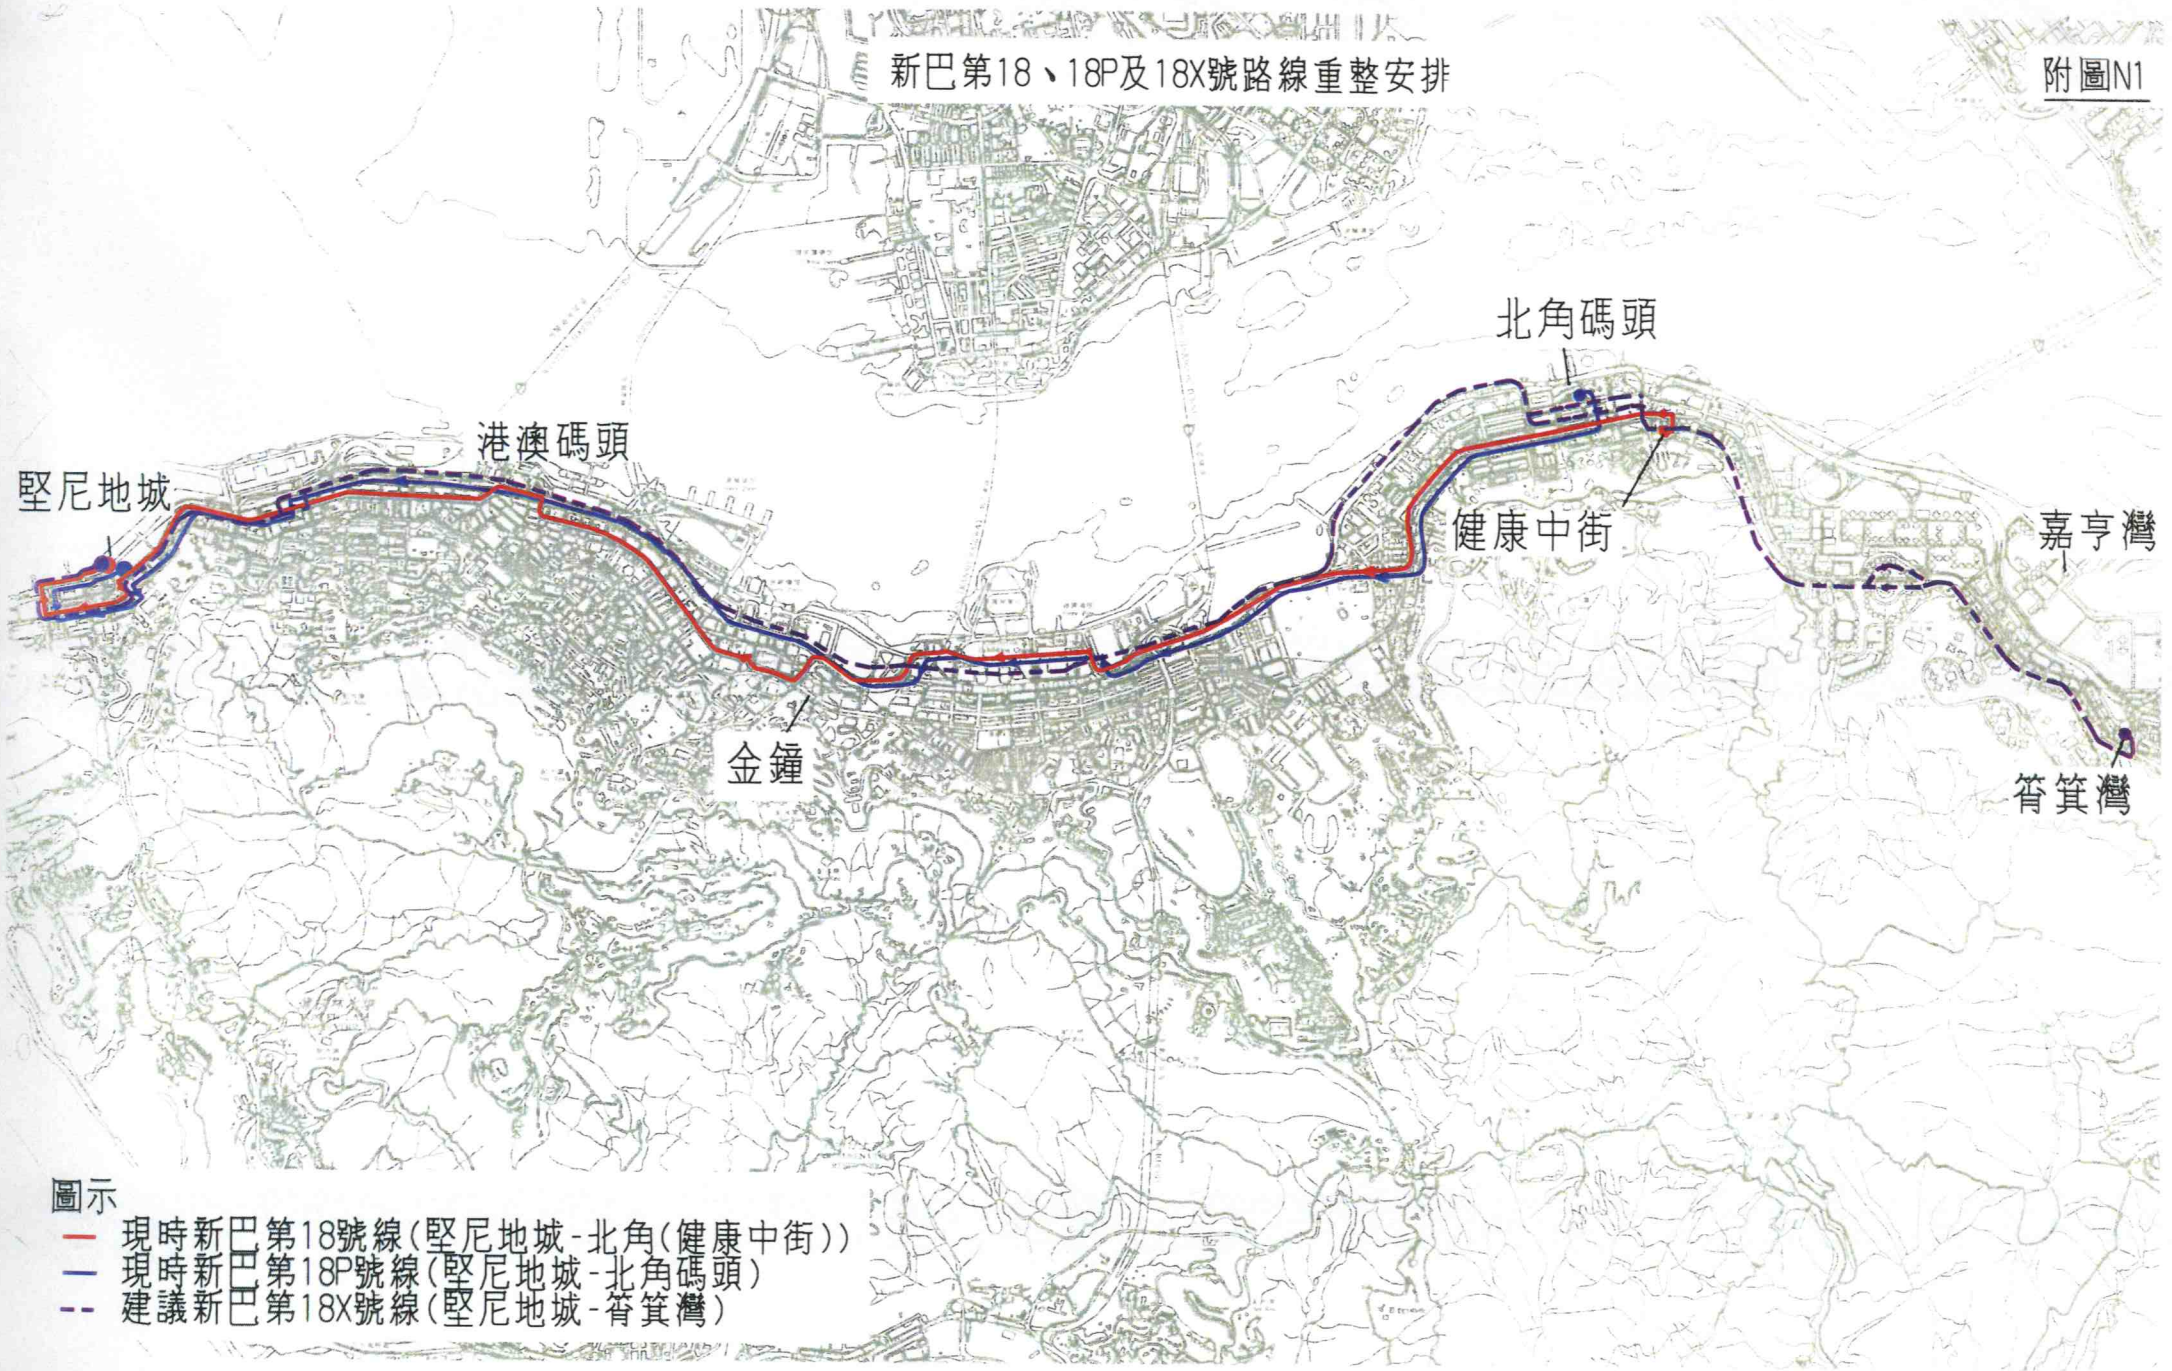 新巴第18、18P及18X號路線重整安排
附圖N1
北角碼頭
港澳碼頭
堅尼地城
健康中街
嘉亨灣
金鐘
筲箕灣
圖示
現時新巴第18號線(堅尼地城-北角(健康中街))
現時新巴第18P號線(堅尼地城-北角碼頭)
建議新巴第18X號線(堅尼地城-筲箕灣)